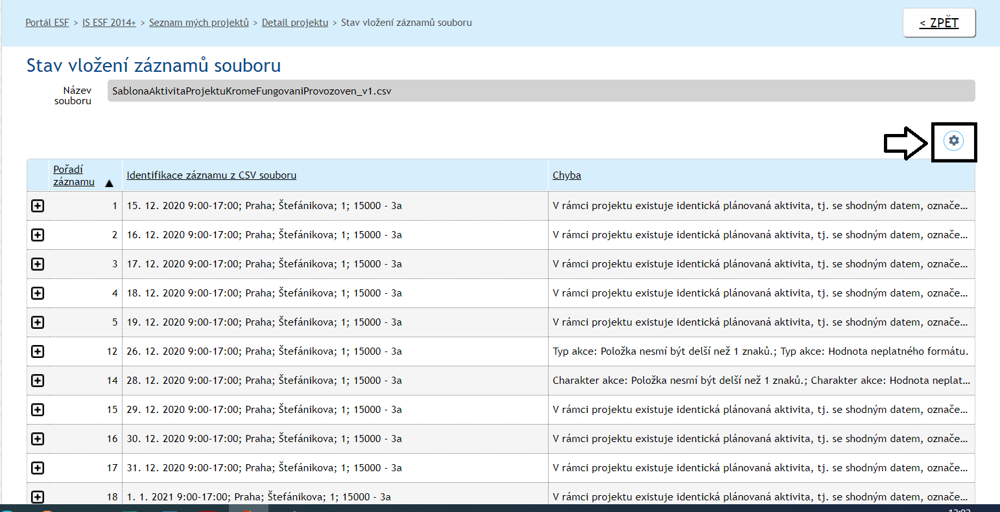 Portál ESF > IS ESF 2014+ > Seznam mých projektů > Detail projektu > Stav vložení záznamů souboru
< ZPĚT
Stav vložení záznamů souboru
Název souboru
SablonaAktivitaProjektuKromeFungovaniProvozoven_v1.csv
Pořadí záznamu ▲ Identifikace záznamu z CSV souboru Chyba
1 15. 12. 2020 9:00-17:00; Praha; Štefánikova; 1; 15000 - 3a V rámci projektu existuje identická plánovaná aktivita, tj. se shodným datem, označe...
2 16. 12. 2020 9:00-17:00; Praha; Štefánikova; 1; 15000 - 3a V rámci projektu existuje identická plánovaná aktivita, tj. se shodným datem, označe...
3 17. 12. 2020 9:00-17:00; Praha; Štefánikova; 1; 15000 - 3a V rámci projektu existuje identická plánovaná aktivita, tj. se shodným datem, označe...
4 18. 12. 2020 9:00-17:00; Praha; Štefánikova; 1; 15000 - 3a V rámci projektu existuje identická plánovaná aktivita, tj. se shodným datem, označe...
5 19. 12. 2020 9:00-17:00; Praha; Štefánikova; 1; 15000 - 3a V rámci projektu existuje identická plánovaná aktivita, tj. se shodným datem, označe...
12 26. 12. 2020 9:00-17:00; Praha; Štefánikova; 1; 15000 - 3a Typ akce: Položka nesmí být delší než 1 znaků.; Typ akce: Hodnota neplatného formátu.
14 28. 12. 2020 9:00-17:00; Praha; Štefánikova; 1; 15000 - 3a Charakter akce: Položka nesmí být delší než 1 znaků.; Charakter akce: Hodnota neplat...
15 29. 12. 2020 9:00-17:00; Praha; Štefánikova; 1; 15000 - 3a V rámci projektu existuje identická plánovaná aktivita, tj. se shodným datem, označe...
16 30. 12. 2020 9:00-17:00; Praha; Štefánikova; 1; 15000 - 3a V rámci projektu existuje identická plánovaná aktivita, tj. se shodným datem, označe...
17 31. 12. 2020 9:00-17:00; Praha; Štefánikova; 1; 15000 - 3a V rámci projektu existuje identická plánovaná aktivita, tj. se shodným datem, označe...
18 1. 1. 2021 9:00-17:00; Praha; Štefánikova; 1; 15000 - 3a V rámci projektu existuje identická plánovaná aktivita, tj. se shodným datem, označe...